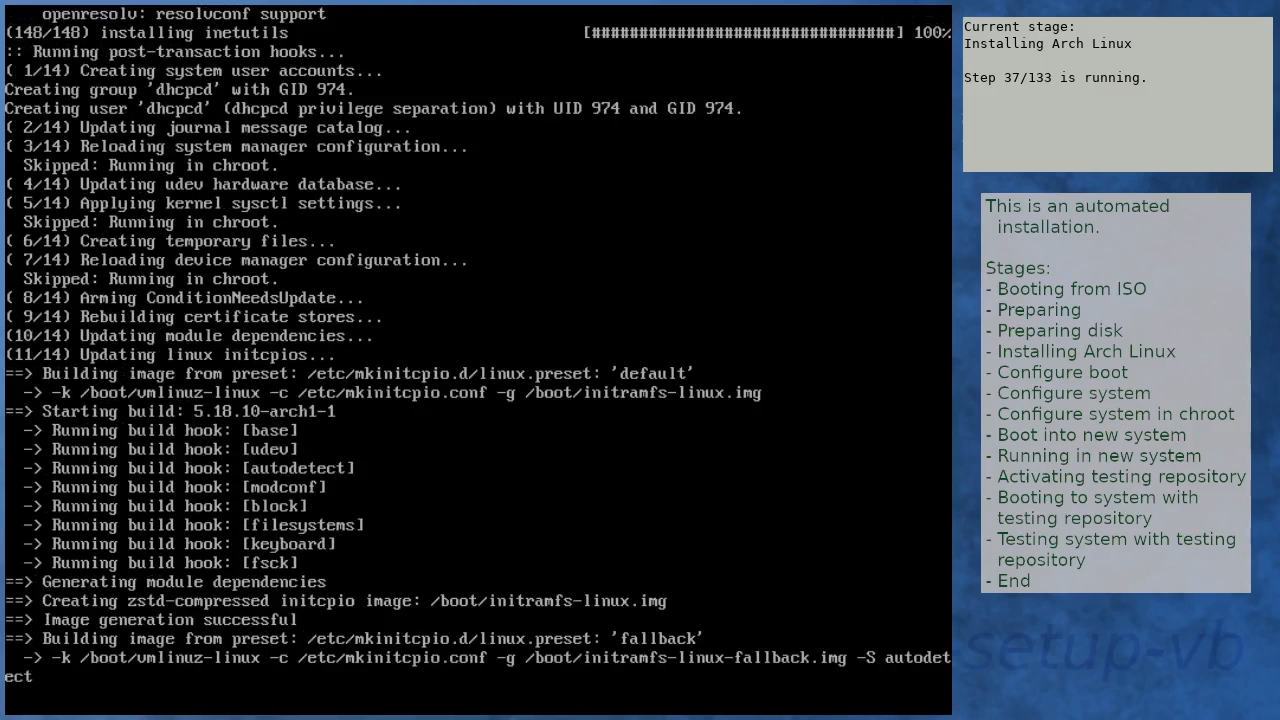 openresolv: resolvconf support
(148/148) installing inetutils                               [################################] 100%
:: Running post-transaction hooks...
( 1/14) Creating system user accounts...
Creating group 'dhcpcd' with GID 974.
Creating user 'dhcpcd' (dhcpcd privilege separation) with UID 974 and GID 974.
( 2/14) Updating journal message catalog...
( 3/14) Reloading system manager configuration...
  Skipped: Running in chroot.
( 4/14) Updating udev hardware database...
( 5/14) Applying kernel sysctl settings...
  Skipped: Running in chroot.
( 6/14) Creating temporary files...
( 7/14) Reloading device manager configuration...
  Skipped: Running in chroot.
( 8/14) Arming ConditionNeedsUpdate...
( 9/14) Rebuilding certificate stores...
(10/14) Updating module dependencies...
(11/14) Updating linux initcpios...
==> Building image from preset: /etc/mkinitcpio.d/linux.preset: 'default'
  -> -k /boot/vmlinuz-linux -c /etc/mkinitcpio.conf -g /boot/initramfs-linux.img
==> Starting build: 5.18.10-arch1-1
  -> Running build hook: [base]
  -> Running build hook: [udev]
  -> Running build hook: [autodetect]
  -> Running build hook: [modconf]
  -> Running build hook: [block]
  -> Running build hook: [filesystems]
  -> Running build hook: [keyboard]
  -> Running build hook: [fsck]
==> Generating module dependencies
==> Creating zstd-compressed initcpio image: /boot/initramfs-linux.img
==> Image generation successful
==> Building image from preset: /etc/mkinitcpio.d/linux.preset: 'fallback'
  -> -k /boot/vmlinuz-linux -c /etc/mkinitcpio.conf -g /boot/initramfs-linux-fallback.img -S autodet
ect
Current stage:
Installing Arch Linux
Step 37/133 is running.
This is an automated
installation.
Stages:
- Booting from ISO
- Preparing
- Preparing disk
- Installing Arch Linux
- Configure boot
- Configure system
- Configure system in chroot
- Boot into new system
- Running in new system
- Activating testing repository
- Booting to system with
testing repository
- Testing system with testing
repository
- End
setup-vb